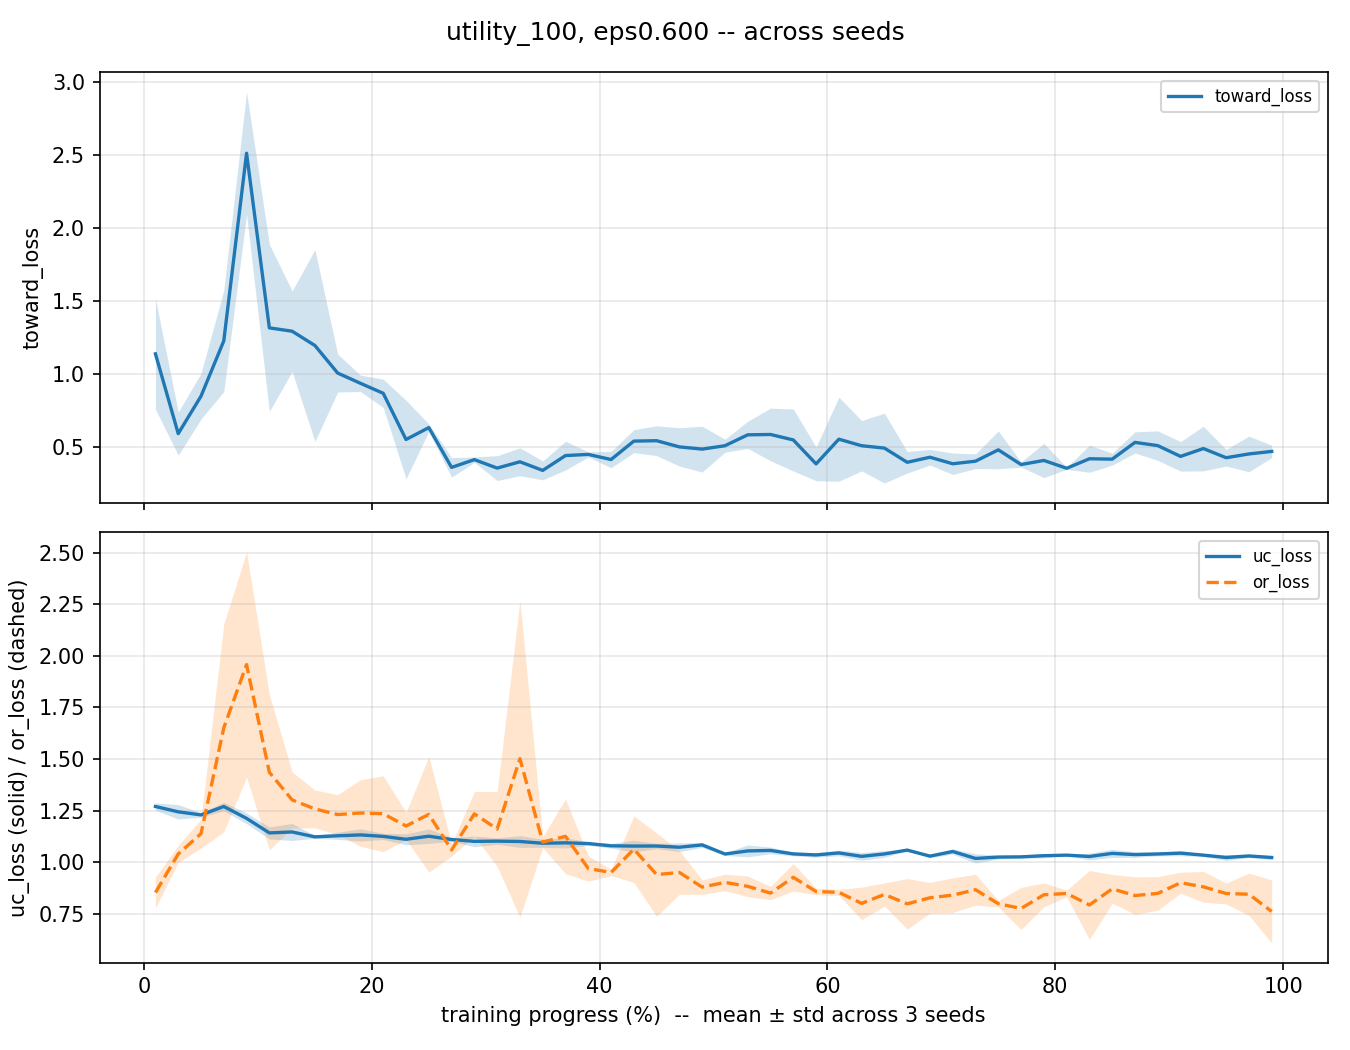 utility_100, eps0.600 -- across seeds
3.0
2.5
2.0
1.5
1.0
0.5
toward_loss
toward_loss
2.50
2.25
2.00
1.75
1.50
1.25
1.00
0.75
uc_loss (solid) / or_loss (dashed)
uc_loss
or_loss
0 20 40 60 80 100
training progress (%) -- mean ± std across 3 seeds